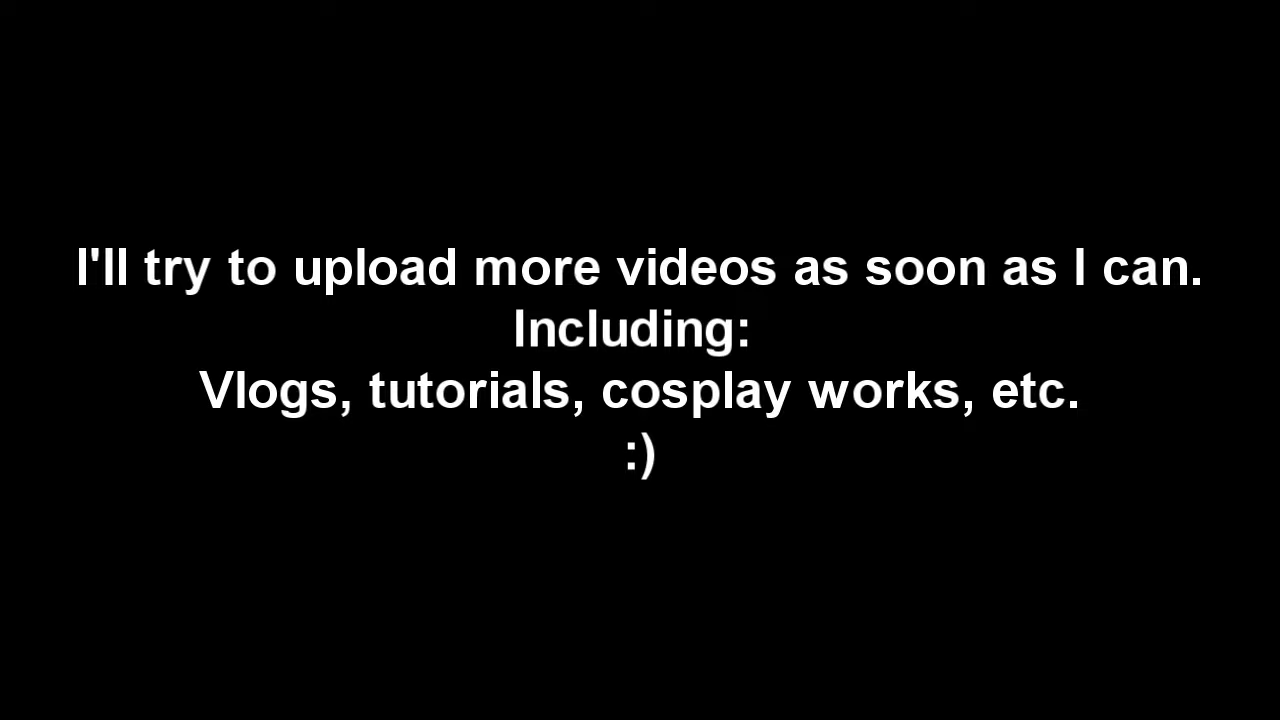 I'll try to upload more videos as soon as I can.
Including:
Vlogs, tutorials, cosplay works, etc.
:)